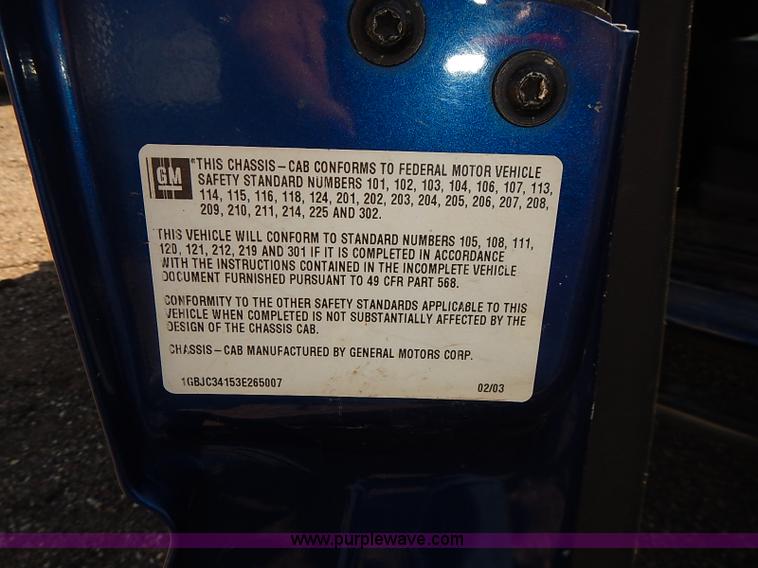 GM
"THIS CHASSIS-CAB CONFORMS TO FEDERAL MOTOR VEHICLE
SAFETY STANDARD NUMBERS 101, 102, 103, 104, 106, 107, 113,
114, 115, 116, 118, 124, 201, 202, 203, 204, 205, 206, 207, 208,
209, 210, 211, 214, 225 AND 302.
THIS VEHICLE WILL CONFORM TO STANDARD NUMBERS 105, 108, 111,
120, 121, 212, 219 AND 301 IF IT IS COMPLETED IN ACCORDANCE
WITH THE INSTRUCTIONS CONTAINED IN THE INCOMPLETE VEHICLE
DOCUMENT FURNISHED PURSUANT TO 49 CFR PART 568.
CONFORMITY TO THE OTHER SAFETY STANDARDS APPLICABLE TO THIS
VEHICLE WHEN COMPLETED IS NOT SUBSTANTIALLY AFFECTED BY THE
DESIGN OF THE CHASSIS CAB.
CHASSIS-CAB MANUFACTURED BY GENERAL MOTORS CORP.
1GBJC34153E265007 02/03
www.purplewave.com